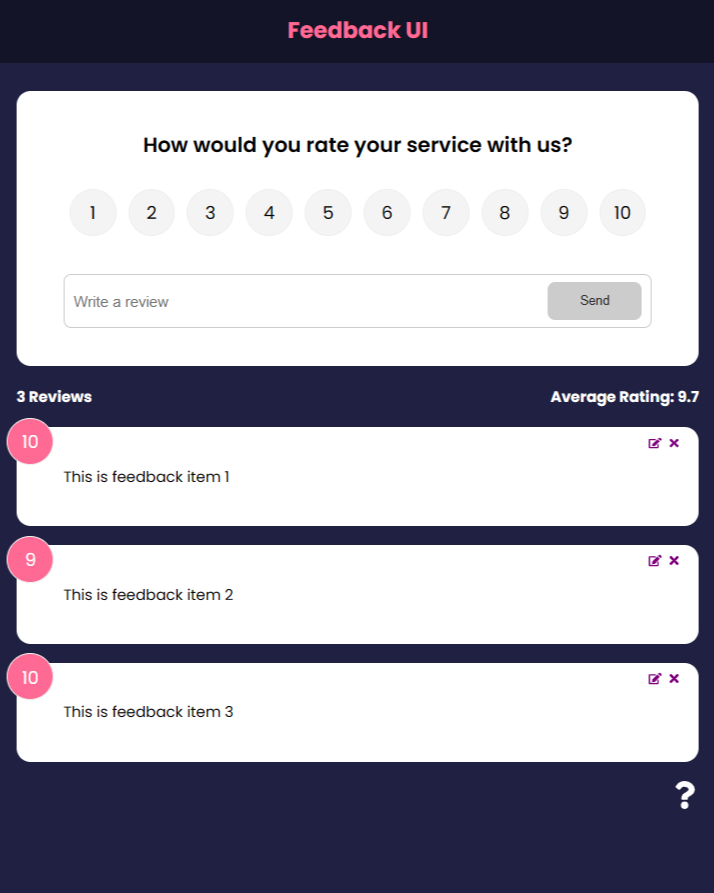 Feedback UI
How would you rate your service with us?
1 2 3 4 5 6 7 8 9 10
Write a review
Send
3 Reviews
Average Rating: 9.7
10
This is feedback item 1
9
This is feedback item 2
10
This is feedback item 3
?